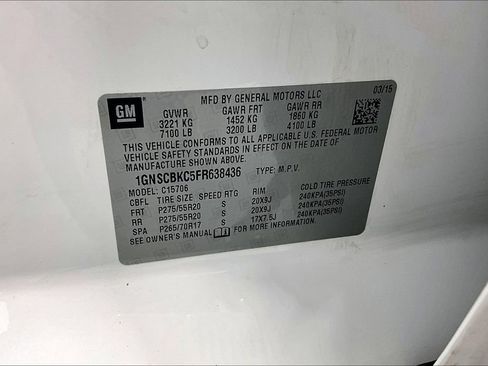 GM
MFD BY GENERAL MOTORS LLC
03/15
GVWR GAWR FRT GAWR RR
3221 KG 1452 KG 1860 KG
7100 LB 3200 LB 4100 LB
THIS VEHICLE CONFORMS TO ALL APPLICABLE U.S. FEDERAL MOTOR
VEHICLE SAFETY STANDARDS IN EFFECT ON THE DATE OF
MANUFACTURE SHOWN ABOVE.
1GNSCBKC5FR638436 TYPE: M.P.V.
MODEL: C15706
CBFL TIRE SIZE SPEED RTG RIM COLD TIRE PRESSURE
FRT P275/55R20 S 20X9J 240KPA(35PSI)
RR P275/55R20 S 20X9J 240KPA(35PSI)
SPA P265/70R17 S 17X7.5J 240KPA(35PSI)
SEE OWNER'S MANUAL FOR MORE INFORMATION.